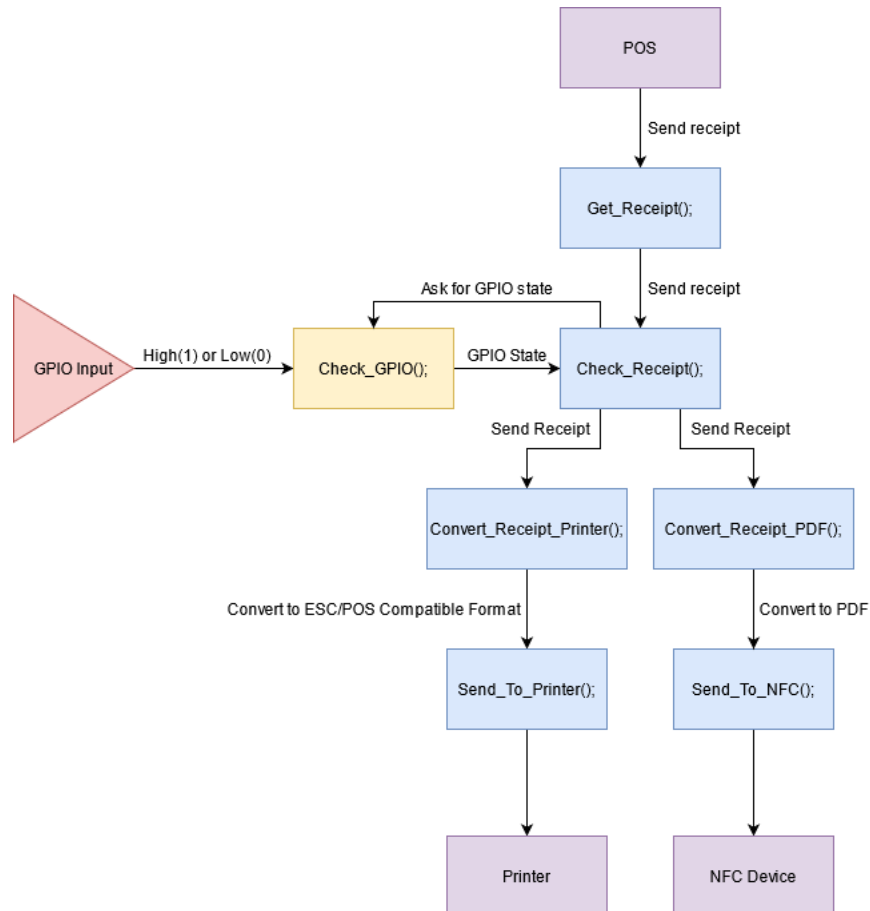 POS
Send receipt
Get_Receipt();
Send receipt
Ask for GPIO state
GPIO Input
High(1) or Low(0)
Check_GPIO();
GPIO State
Check_Receipt();
Send Receipt
Send Receipt
Convert_Receipt_Printer();
Convert_Receipt_PDF();
Convert to ESC/POS Compatible Format
Convert to PDF
Send_To_Printer();
Send_To_NFC();
Printer
NFC Device